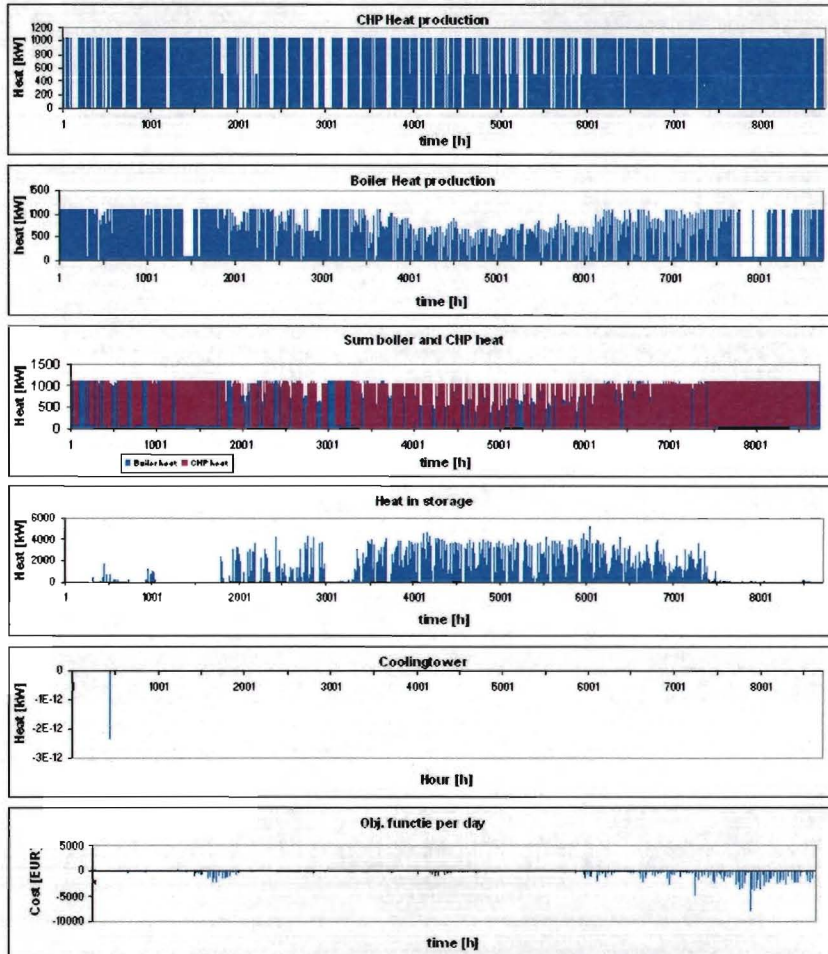 CHP Heat production
1200
1000
800
600
400
200
0
Heat [kW]
1 1001 2001 3001 4001 5001 6001 7001 8001
time [h]
Boiler Heat production
1000
500
0
heat [kW]
1 1001 2001 3001 4001 5001 6001 7001 8001
time [h]
Sum boiler and CHP heat
1500
1000
500
0
Heat [kW]
1 1001 2001 3001 4001 5001 6001 7001 8001
Boiler heat CHP heat
time [h]
Heat in storage
6000
4000
2000
0
Heat [kW]
1 1001 2001 3001 4001 5001 6001 7001 8001
time [h]
Coolingtower
0
-1E-12
-2E-12
-3E-12
Heat [kW]
1001 2001 3001 4001 5001 6001 7001 8001
Hour [h]
Obj. functie per day
5000
0
-5000
-10000
Cost [EUR]
time [h]